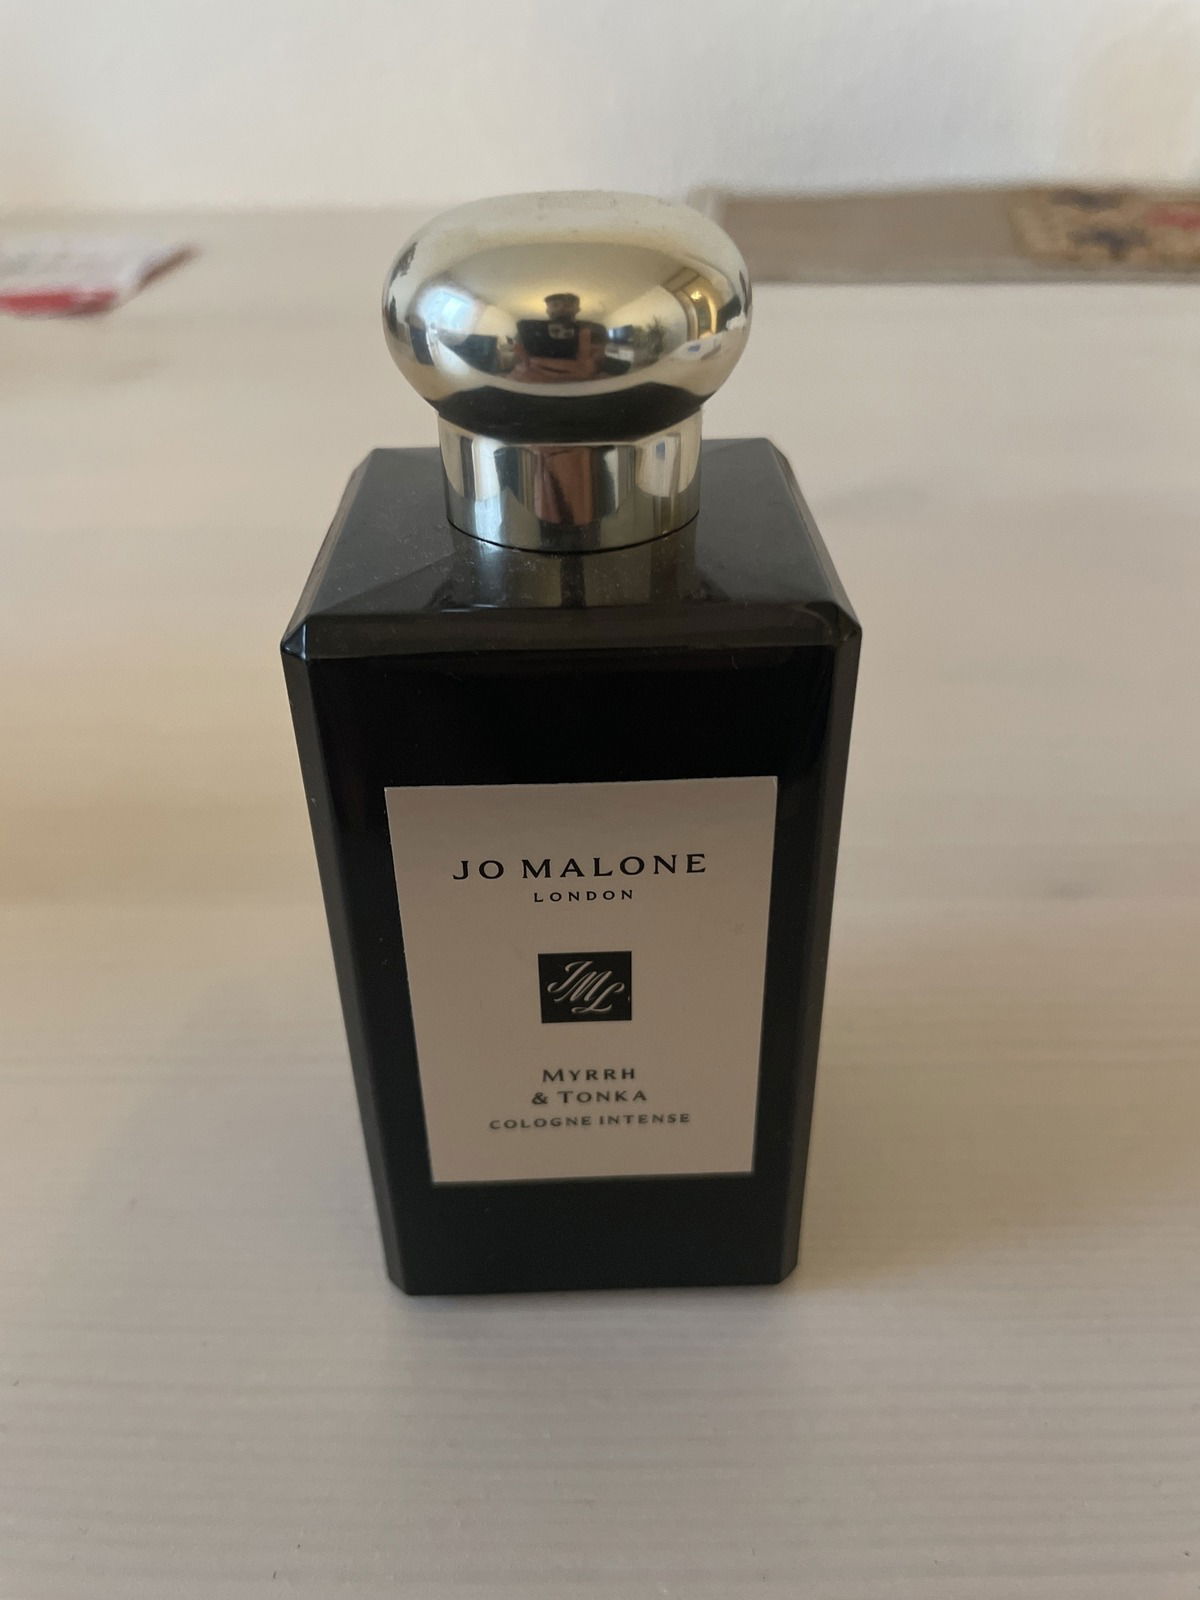 JO MALONE
LONDON
JML
MYRRH
& TONKA
COLOGNE INTENSE